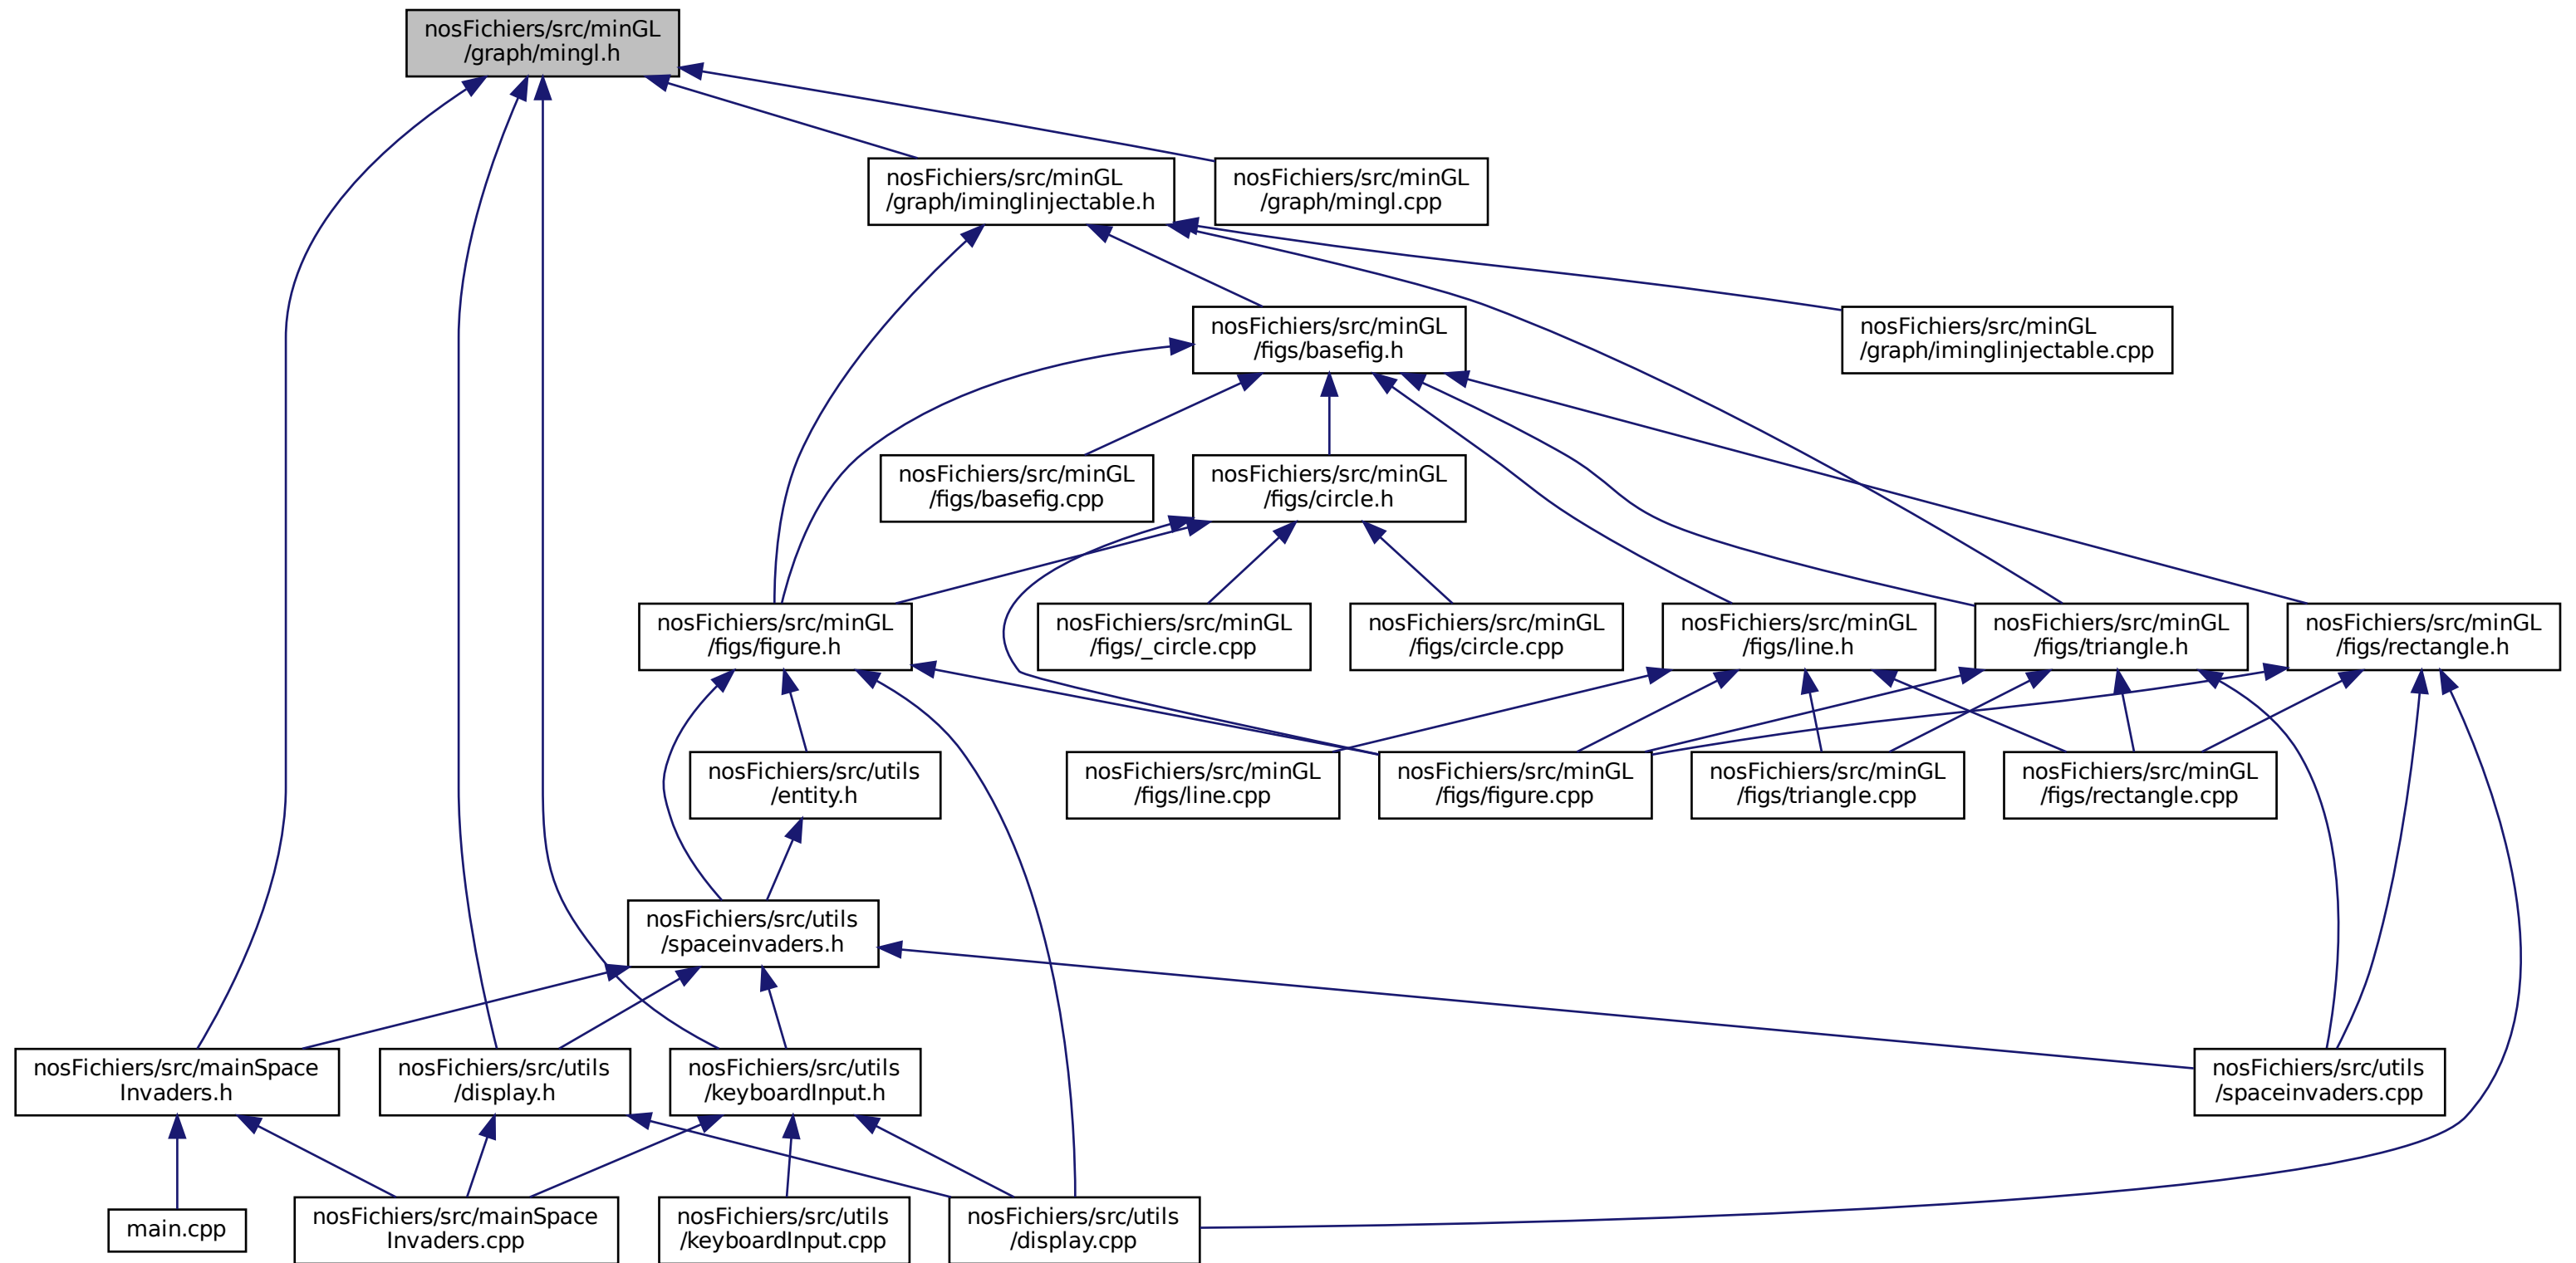 nosFichiers/src/minGL
/graph/mingl.h
nosFichiers/src/minGL
/graph/iminglinjectable.h
nosFichiers/src/minGL
/graph/mingl.cpp
nosFichiers/src/minGL
/figs/basefig.h
nosFichiers/src/minGL
/graph/iminglinjectable.cpp
nosFichiers/src/minGL
/figs/basefig.cpp
nosFichiers/src/minGL
/figs/circle.h
nosFichiers/src/minGL
/figs/figure.h
nosFichiers/src/minGL
/figs/_circle.cpp
nosFichiers/src/minGL
/figs/circle.cpp
nosFichiers/src/minGL
/figs/line.h
nosFichiers/src/minGL
/figs/triangle.h
nosFichiers/src/minGL
/figs/rectangle.h
nosFichiers/src/utils
/entity.h
nosFichiers/src/minGL
/figs/line.cpp
nosFichiers/src/minGL
/figs/figure.cpp
nosFichiers/src/minGL
/figs/triangle.cpp
nosFichiers/src/minGL
/figs/rectangle.cpp
nosFichiers/src/utils
/spaceinvaders.h
nosFichiers/src/mainSpace
Invaders.h
nosFichiers/src/utils
/display.h
nosFichiers/src/utils
/keyboardInput.h
nosFichiers/src/utils
/spaceinvaders.cpp
main.cpp
nosFichiers/src/mainSpace
Invaders.cpp
nosFichiers/src/utils
/keyboardInput.cpp
nosFichiers/src/utils
/display.cpp